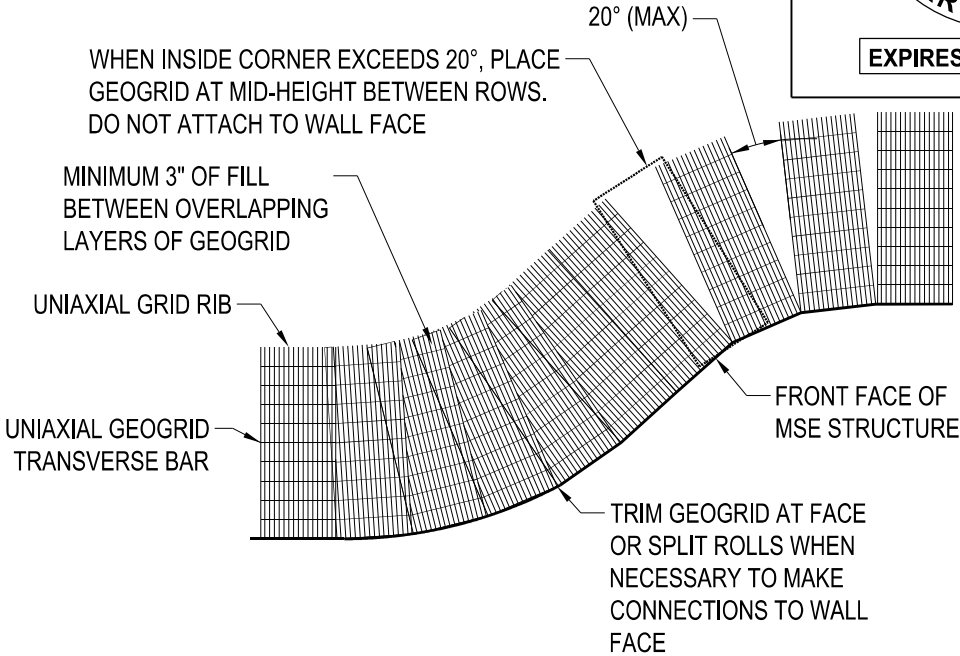 20° (MAX)
EXPIRES
WHEN INSIDE CORNER EXCEEDS 20°, PLACE
GEOGRID AT MID-HEIGHT BETWEEN ROWS.
DO NOT ATTACH TO WALL FACE
MINIMUM 3" OF FILL
BETWEEN OVERLAPPING
LAYERS OF GEOGRID
UNIAXIAL GRID RIB
UNIAXIAL GEOGRID
TRANSVERSE BAR
FRONT FACE OF
MSE STRUCTURE
TRIM GEOGRID AT FACE
OR SPLIT ROLLS WHEN
NECESSARY TO MAKE
CONNECTIONS TO WALL
FACE